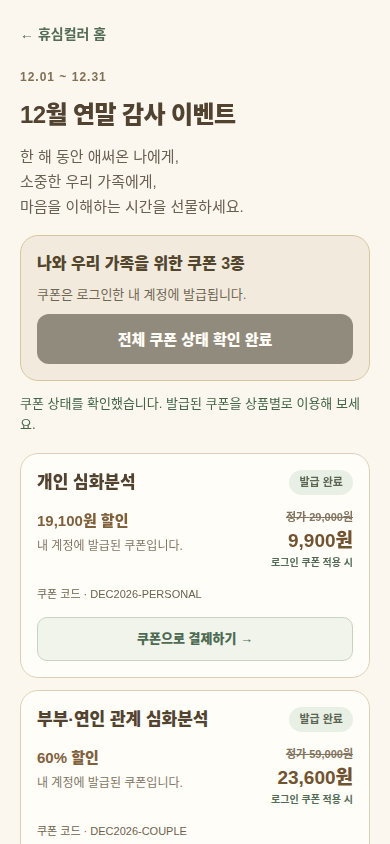 ← 휴심컬러 홈
12.01 ~ 12.31
12월 연말 감사 이벤트
한 해 동안 애써온 나에게,
소중한 우리 가족에게,
마음을 이해하는 시간을 선물하세요.
나와 우리 가족을 위한 쿠폰 3종
쿠폰은 로그인한 내 계정에 발급됩니다.
전체 쿠폰 상태 확인 완료
쿠폰 상태를 확인했습니다. 발급된 쿠폰을 상품별로 이용해 보세
요.
개인 심화분석
발급 완료
19,100원 할인
정가 29,000원
내 계정에 발급된 쿠폰입니다.
9,900원
로그인 쿠폰 적용 시
쿠폰 코드 · DEC2026-PERSONAL
쿠폰으로 결제하기 →
부부·연인 관계 심화분석
발급 완료
60% 할인
정가 59,000원
내 계정에 발급된 쿠폰입니다.
23,600원
로그인 쿠폰 적용 시
쿠폰 코드 · DEC2026-COUPLE